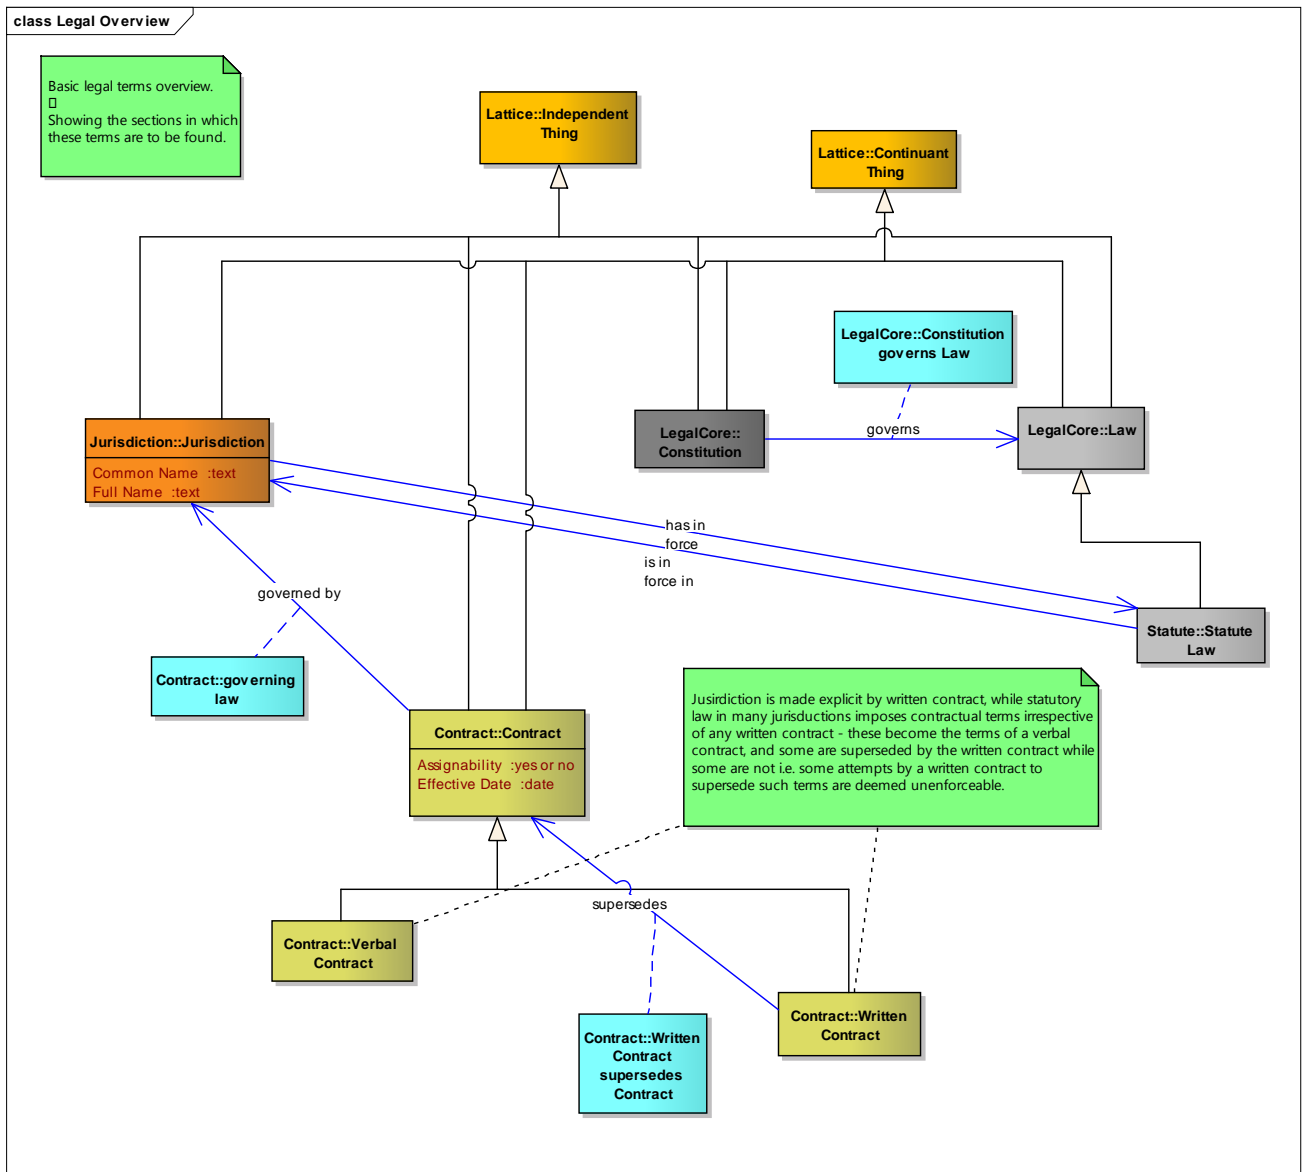 class Legal Overview
Basic legal terms overview.
Showing the sections in which
these terms are to be found.
Lattice::Independent
Thing
Lattice::Continuant
Thing
LegalCore::Constitution
governs Law
Jurisdiction::Jurisdiction
Common Name :text
Full Name :text
LegalCore::
Constitution
governs
LegalCore::Law
has in
force
is in
force in
governed by
Statute::Statute
Law
Contract::governing
law
Jusirdiction is made explicit by written contract, while statutory
law in many jurisductions imposes contractual terms irrespective
of any written contract - these become the terms of a verbal
contract, and some are superseded by the written contract while
some are not i.e. some attempts by a written contract to
supersede such terms are deemed unenforceable.
Contract::Contract
Assignability :yes or no
Effective Date :date
supersedes
Contract::Verbal
Contract
Contract::Written
Contract
Contract::Written
Contract
supersedes
Contract